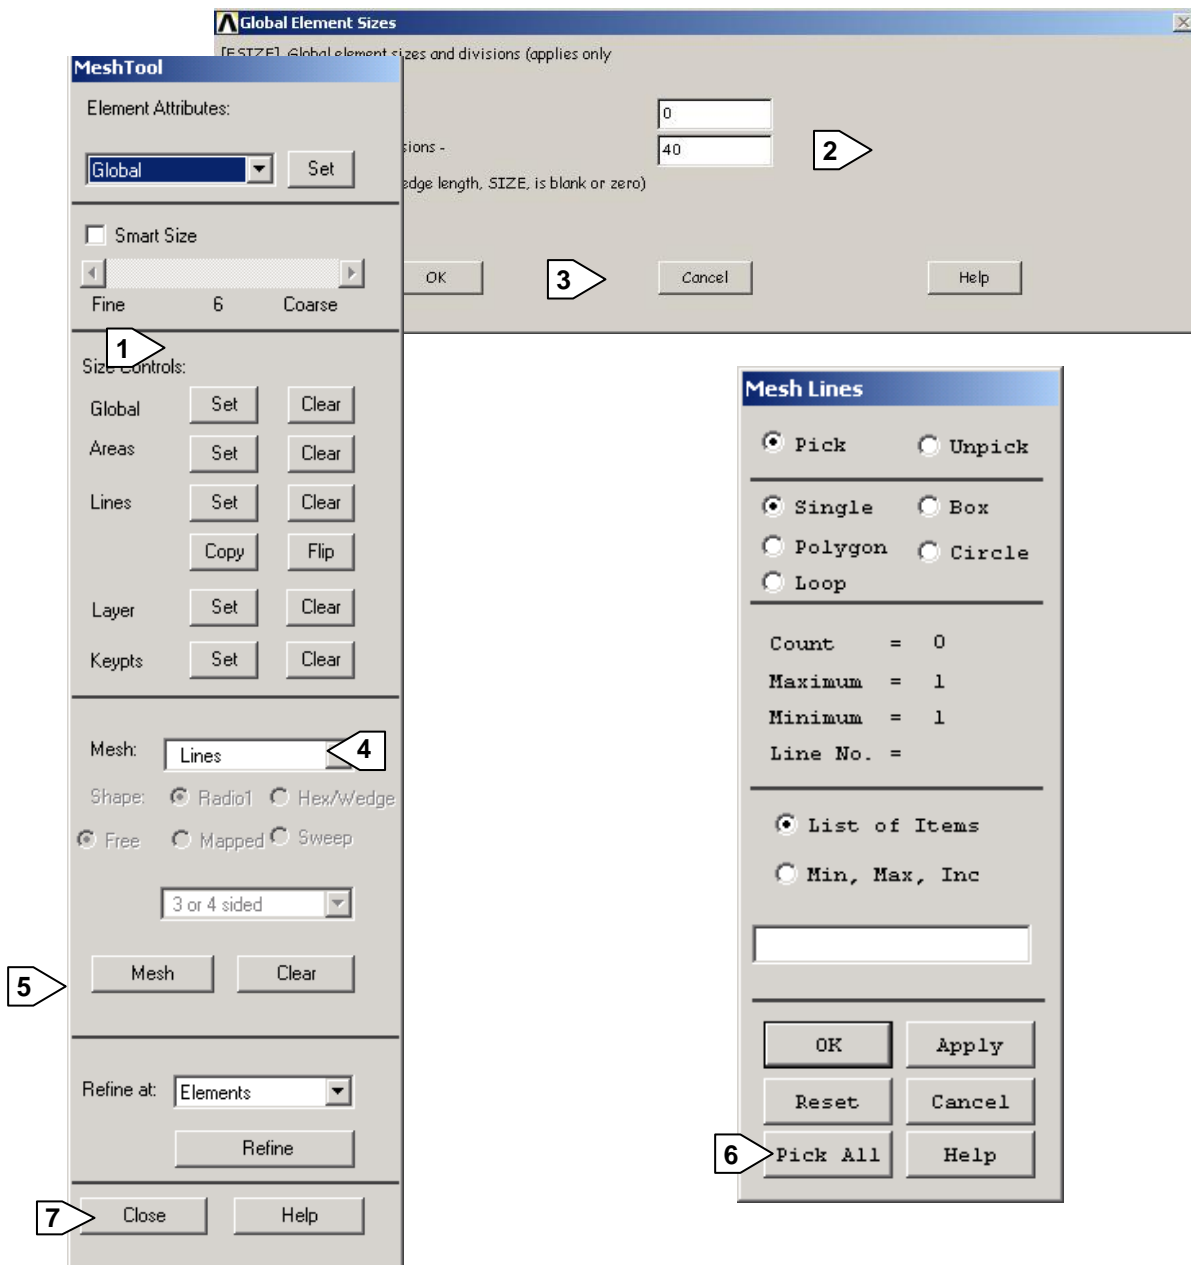 Global Element Sizes
[ESIZE] Global element sizes and divisions (applies only
0
sions -
40
2
edge length, SIZE, is blank or zero)
OK
3
Cancel
Help
MeshTool
Element Attributes:
Global
Set
Smart Size
Fine 6 Coarse
1
Size Controls:
Global Set Clear
Areas Set Clear
Lines Set Clear
Copy Flip
Layer Set Clear
Keypts Set Clear
Mesh: Lines 4
Shape: Radio1 Hex/Wedge
Free Mapped Sweep
3 or 4 sided
5
Mesh Clear
Refine at: Elements
Refine
7
Close Help
Mesh Lines
Pick Unpick
Single Box
Polygon Circle
Loop
Count = 0
Maximum = 1
Minimum = 1
Line No. =
List of Items
Min, Max, Inc
OK Apply
Reset Cancel
6
Pick All Help